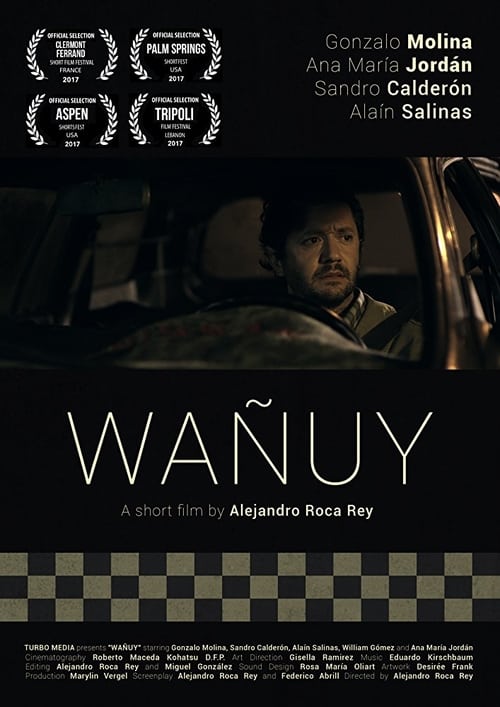 OFFICIAL SELECTION
CLERMONT
FERRAND
SHORT FILM FESTIVAL
FRANCE
2017
OFFICIAL SELECTION
PALM SPRINGS
SHORTFEST
USA
2017
OFFICIAL SELECTION
ASPEN
SHORTSFEST
USA
2017
OFFICIAL SELECTION
TRIPOLI
FILM FESTIVAL
LEBANON
2017
Gonzalo Molina
Ana María Jordán
Sandro Calderón
Alaín Salinas
WAÑUY
A short film by Alejandro Roca Rey
TURBO MEDIA presents "WAÑUY" starring Gonzalo Molina, Sandro Calderón, Alaín Salinas, William Gómez and Ana María Jordán
Cinematography Roberto Maceda Kohatsu D.F.P. Art Direction Gisella Ramirez Music Eduardo Kirschbaum
Editing Alejandro Roca Rey and Miguel González Sound Design Rosa María Oliart Artwork Desirée Frank
Production Marylin Vergel Screenplay Alejandro Roca Rey and Federico Abrill Directed by Alejandro Roca Rey